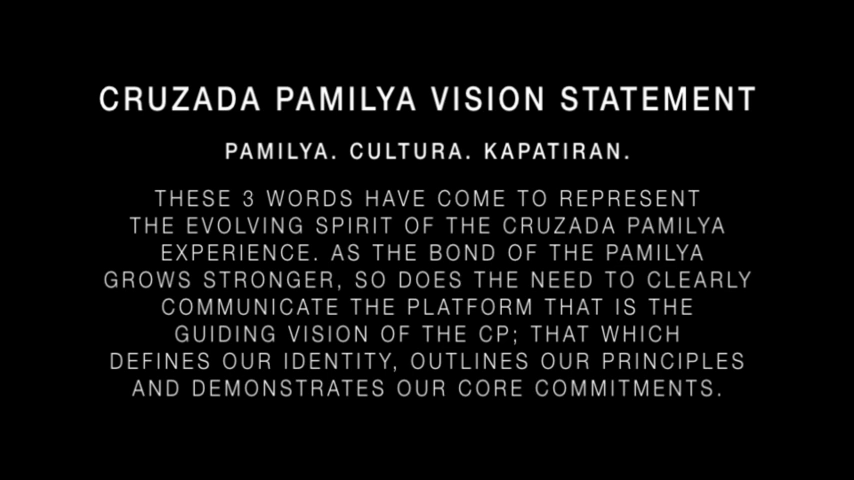 CRUZADA PAMILYA VISION STATEMENT
PAMILYA. CULTURA. KAPATIRAN.
THESE 3 WORDS HAVE COME TO REPRESENT
THE EVOLVING SPIRIT OF THE CRUZADA PAMILYA
EXPERIENCE. AS THE BOND OF THE PAMILYA
GROWS STRONGER, SO DOES THE NEED TO CLEARLY
COMMUNICATE THE PLATFORM THAT IS THE
GUIDING VISION OF THE CP; THAT WHICH
DEFINES OUR IDENTITY, OUTLINES OUR PRINCIPLES
AND DEMONSTRATES OUR CORE COMMITMENTS.